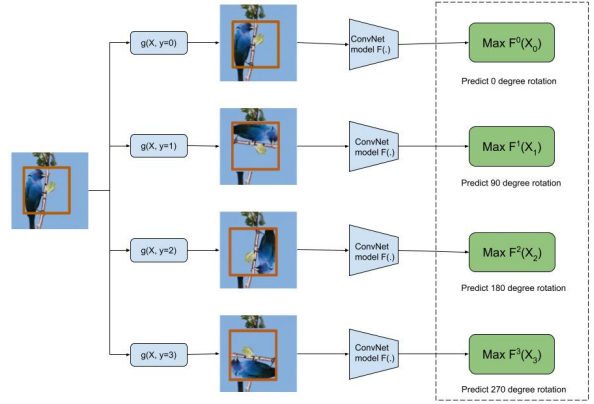 g(X, y=0)
ConvNet
model F(.)
Max F⁰(X₀)
Predict 0 degree rotation
g(X, y=1)
ConvNet
model F(.)
Max F¹(X₁)
Predict 90 degree rotation
g(X, y=2)
ConvNet
model F(.)
Max F²(X₂)
Predict 180 degree rotation
g(X, y=3)
ConvNet
model F(.)
Max F³(X₃)
Predict 270 degree rotation